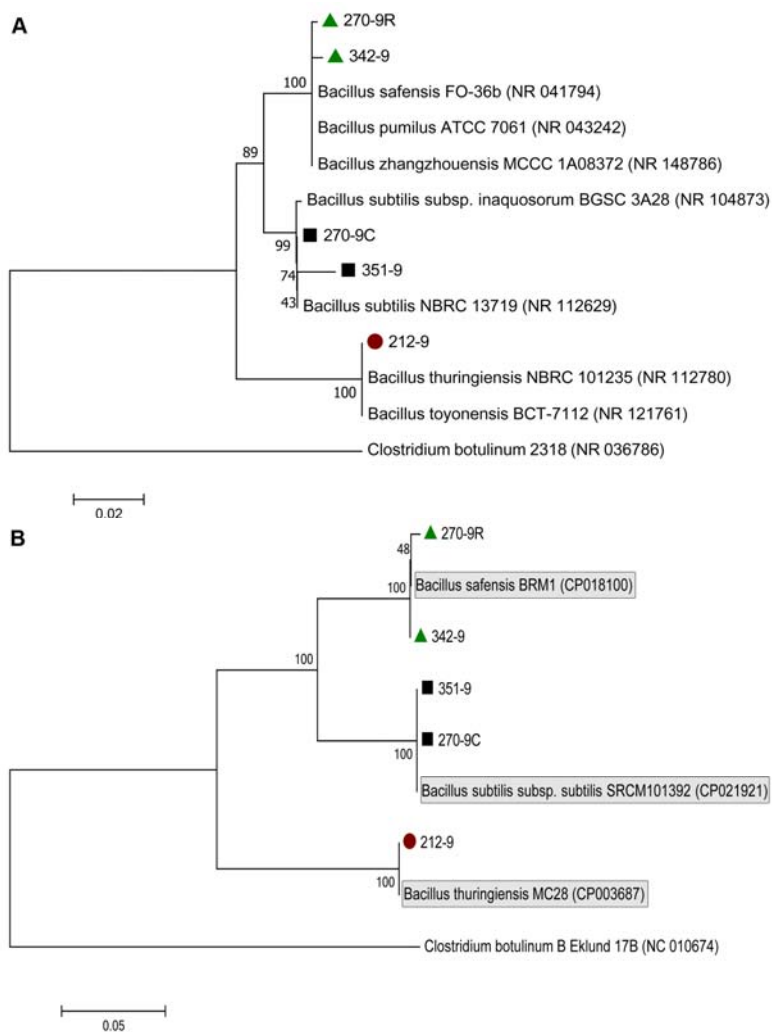 A
270-9R
342-9
100
Bacillus safensis FO-36b (NR 041794)
Bacillus pumilus ATCC 7061 (NR 043242)
89
Bacillus zhangzhouensis MCCC 1A08372 (NR 148786)
Bacillus subtilis subsp. inaquosorum BGSC 3A28 (NR 104873)
270-9C
99
351-9
74
43
Bacillus subtilis NBRC 13719 (NR 112629)
212-9
Bacillus thuringiensis NBRC 101235 (NR 112780)
100
Bacillus toyonensis BCT-7112 (NR 121761)
Clostridium botulinum 2318 (NR 036786)
0.02
B
270-9R
48
Bacillus safensis BRM1 (CP018100)
100
342-9
100
351-9
270-9C
100
Bacillus subtilis subsp. subtilis SRCM101392 (CP021921)
212-9
100
Bacillus thuringiensis MC28 (CP003687)
Clostridium botulinum B Eklund 17B (NC 010674)
0.05